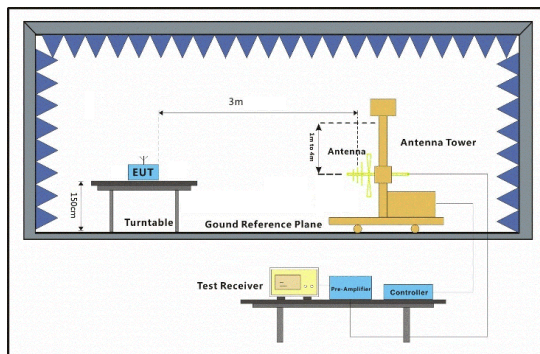 3m
1m to 4m
Antenna Tower
Antenna
EUT
150cm
Turntable
Gound Reference Plane
Test Receiver
Pre-Amplifier
Controller